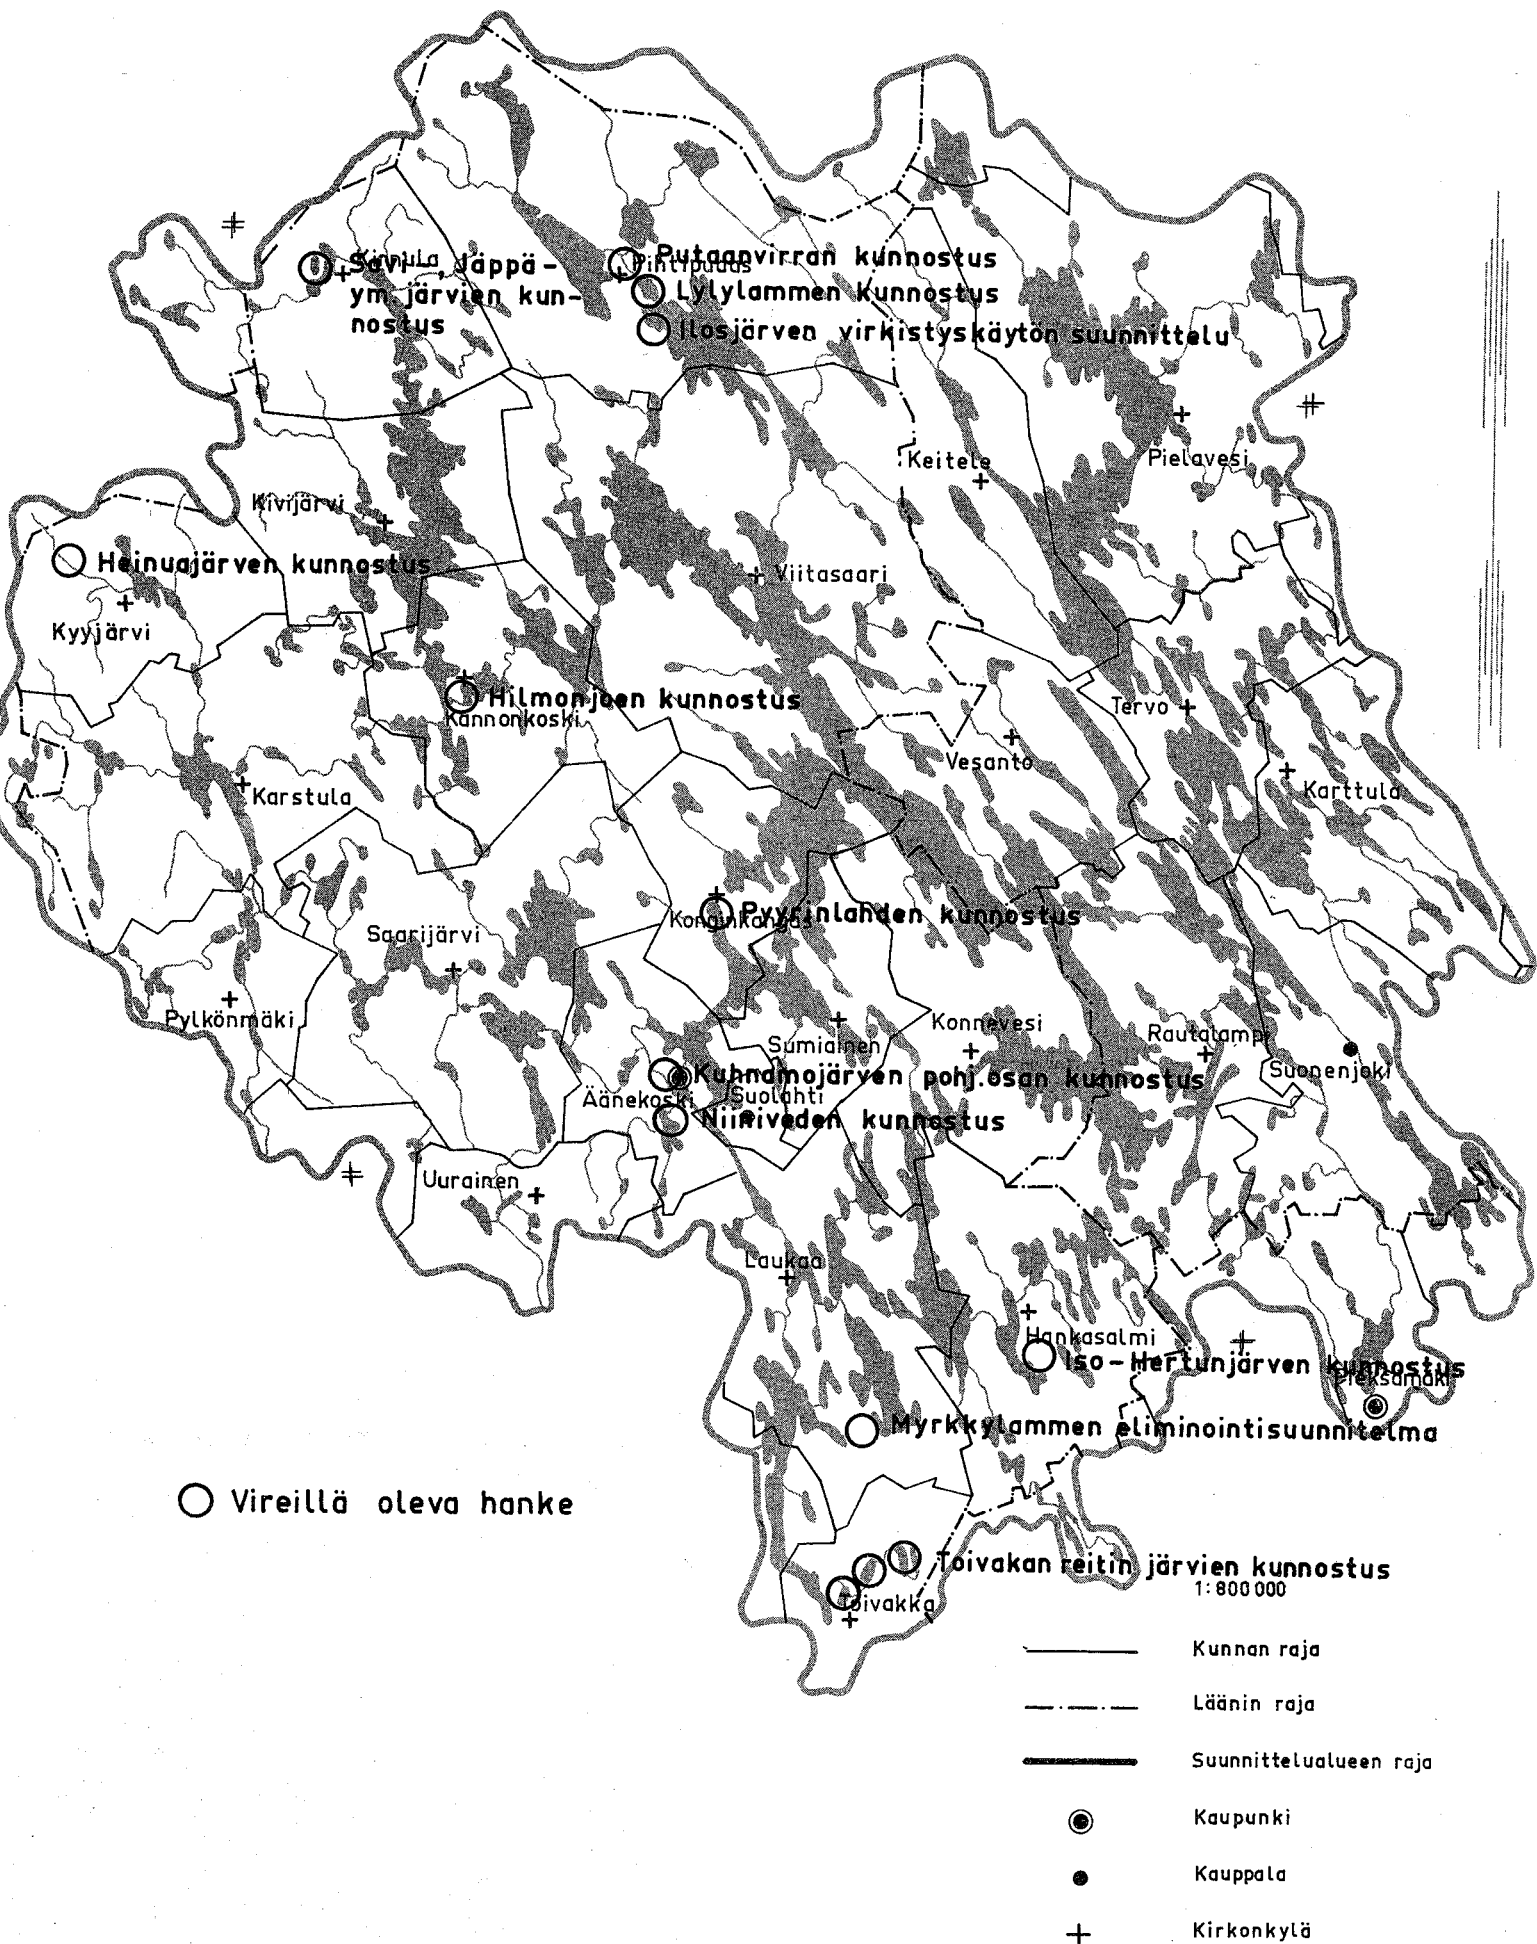 Kinnula
Savi-, Jäppä-
ym. järvien kun-
nostus
Putaanvirran kunnostus
Pihtipudas
Lylylammen kunnostus
Ilosjärven virkistyskäytön suunnittelu
Keitele
Pielavesi
Kivijärvi
Heinuajärven kunnostus
Viitasaari
Kyyjärvi
Hilmonjoen kunnostus
Kannonkoski
Tervo
Vesanto
Karstula
Karttula
Pyyrinlahden kunnostus
Konginkangas
Saarijärvi
Pylkönmäki
Sumiainen
Konnevesi
Rautalampi
Suonenjoki
Kuhnamojärven pohj.osan kunnostus
Äänekoski
Suolahti
Niiniveden kunnostus
Uurainen
Laukaa
Hankasalmi
Iso-Hertunjärven kunnostus
Pieksämäki
Myrkkylammen eliminointisuunnitelma
Vireillä oleva hanke
Toivakan reitin järvien kunnostus
Toivakka
1:800 000
Kunnan raja
Läänin raja
Suunnittelualueen raja
Kaupunki
Kauppala
Kirkonkylä